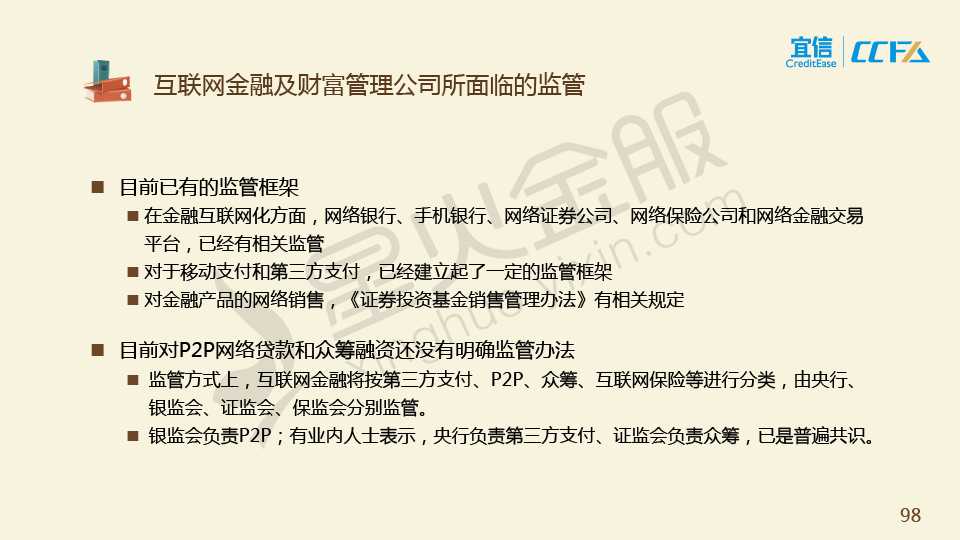 宜信
CreditEase
CCFA
互联网金融及财富管理公司所面临的监管
目前已有的监管框架
在金融互联网化方面，网络银行、手机银行、网络证券公司、网络保险公司和网络金融交易
平台，已经有相关监管
对于移动支付和第三方支付，已经建立起了一定的监管框架
对金融产品的网络销售，《证券投资基金销售管理办法》有相关规定
目前对P2P网络贷款和众筹融资还没有明确监管办法
监管方式上，互联网金融将按第三方支付、P2P、众筹、互联网保险等进行分类，由央行、
银监会、证监会、保监会分别监管。
银监会负责P2P；有业内人士表示，央行负责第三方支付、证监会负责众筹，已是普遍共识。
星火金服
xinghuo.yixin.com
98